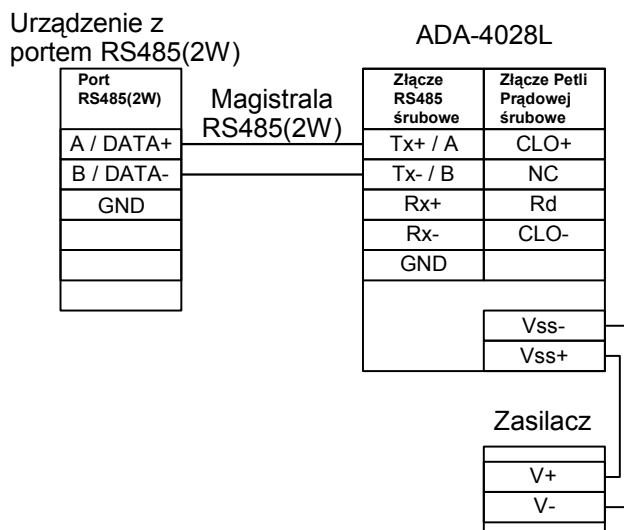 Urządzenie z
portem RS485(2W)
ADA-4028L
Port
RS485(2W)
Magistrala
RS485(2W)
Złącze
RS485
śrubowe
Złącze Petli
Prądowej
śrubowe
A / DATA+
Tx+ / A
CLO+
B / DATA-
Tx- / B
NC
GND
Rx+
Rd
Rx-
CLO-
GND
Vss-
Vss+
Zasilacz
V+
V-